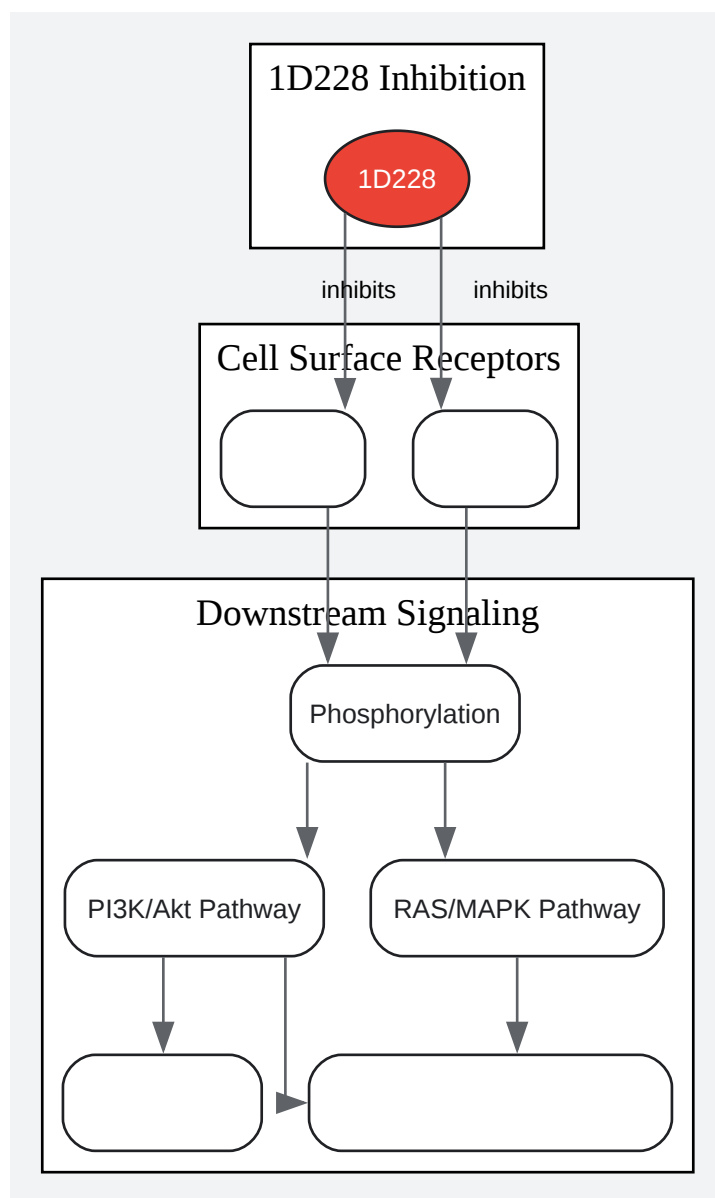 1D228 Inhibition
1D228
inhibits
inhibits
Cell Surface Receptors
Downstream Signaling
Phosphorylation
PI3K/Akt Pathway
RAS/MAPK Pathway